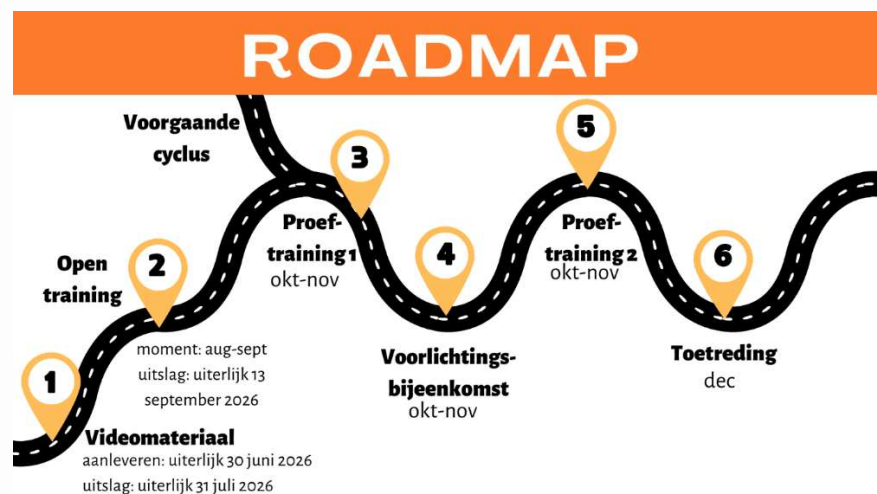 ROADMAP
Voorgaande
cyclus
1
Videomateriaal
aanleveren: uiterlijk 30 juni 2026
uitslag: uiterlijk 31 juli 2026
2
Open
training
moment: aug-sept
uitslag: uiterlijk 13
september 2026
3
Proef-
training 1
okt-nov
4
Voorlichtings-
bijeenkomst
okt-nov
5
Proef-
training 2
okt-nov
6
Toetreding
dec